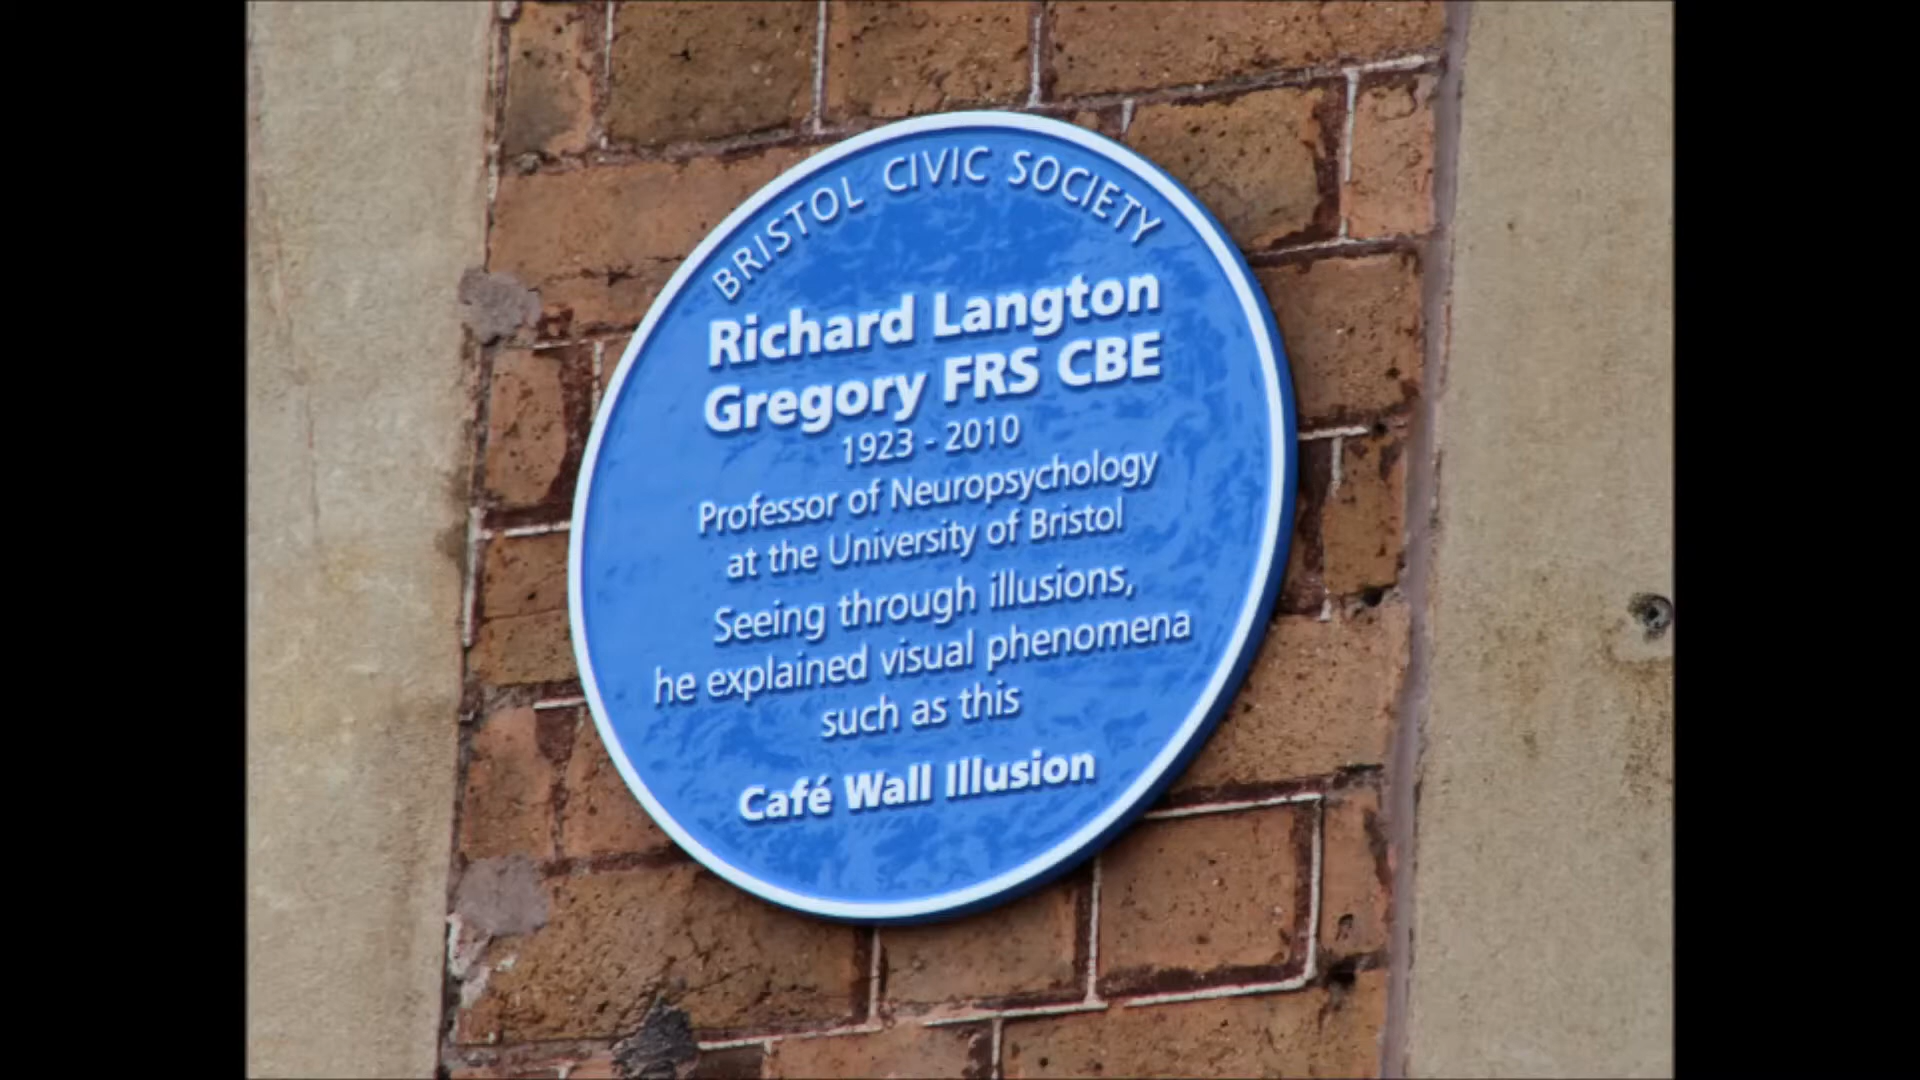 BRISTOL CIVIC SOCIETY
Richard Langton
Gregory FRS CBE
1923 - 2010
Professor of Neuropsychology
at the University of Bristol
Seeing through illusions,
he explained visual phenomena
such as this
Café Wall Illusion